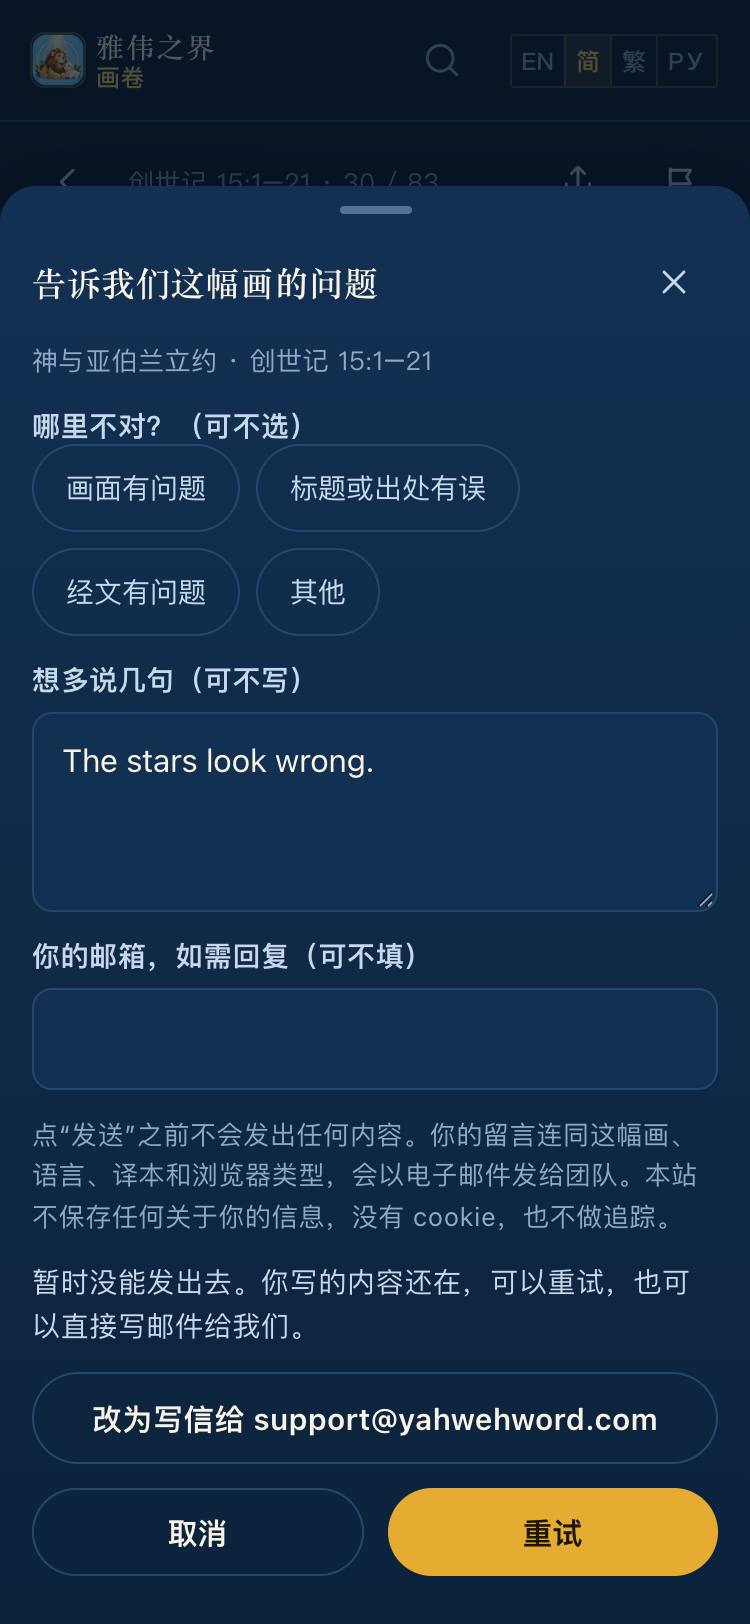 雅伟之界
画卷
EN 简 繁 РУ
创世记 15:1—21 · 30 / 83
告诉我们这幅画的问题
神与亚伯兰立约 · 创世记 15:1—21
哪里不对？（可不选）
画面有问题 标题或出处有误
经文有问题 其他
想多说几句（可不写）
The stars look wrong.
你的邮箱，如需回复（可不填）
点“发送”之前不会发出任何内容。你的留言连同这幅画、
语言、译本和浏览器类型，会以电子邮件发给团队。本站
不保存任何关于你的信息，没有 cookie，也不做追踪。
暂时没能发出去。你写的内容还在，可以重试，也可
以直接写邮件给我们。
改为写信给 support@yahwehword.com
取消 重试